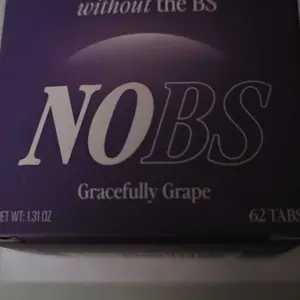 without the BS
NOBS
Gracefully Grape
ET WT: 1.31 OZ
62 TABS